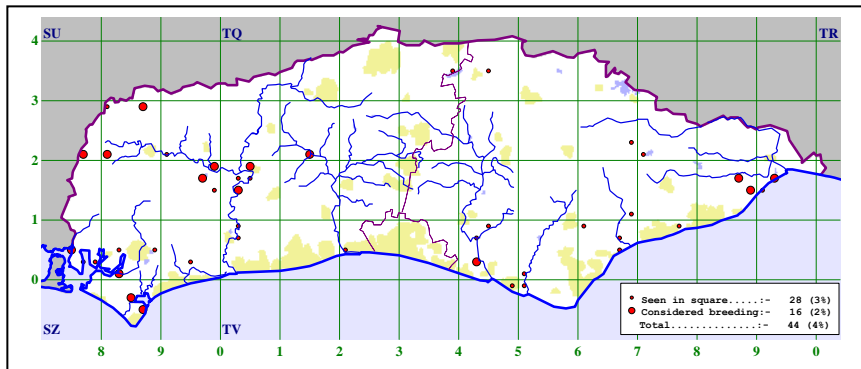 SU TQ TR
4
3
2
1
0
Seen in square.....:- 28 (3%)
Considered breeding:- 16 (2%)
Total..............:- 44 (4%)
SZ TV
8 9 0 1 2 3 4 5 6 7 8 9 0